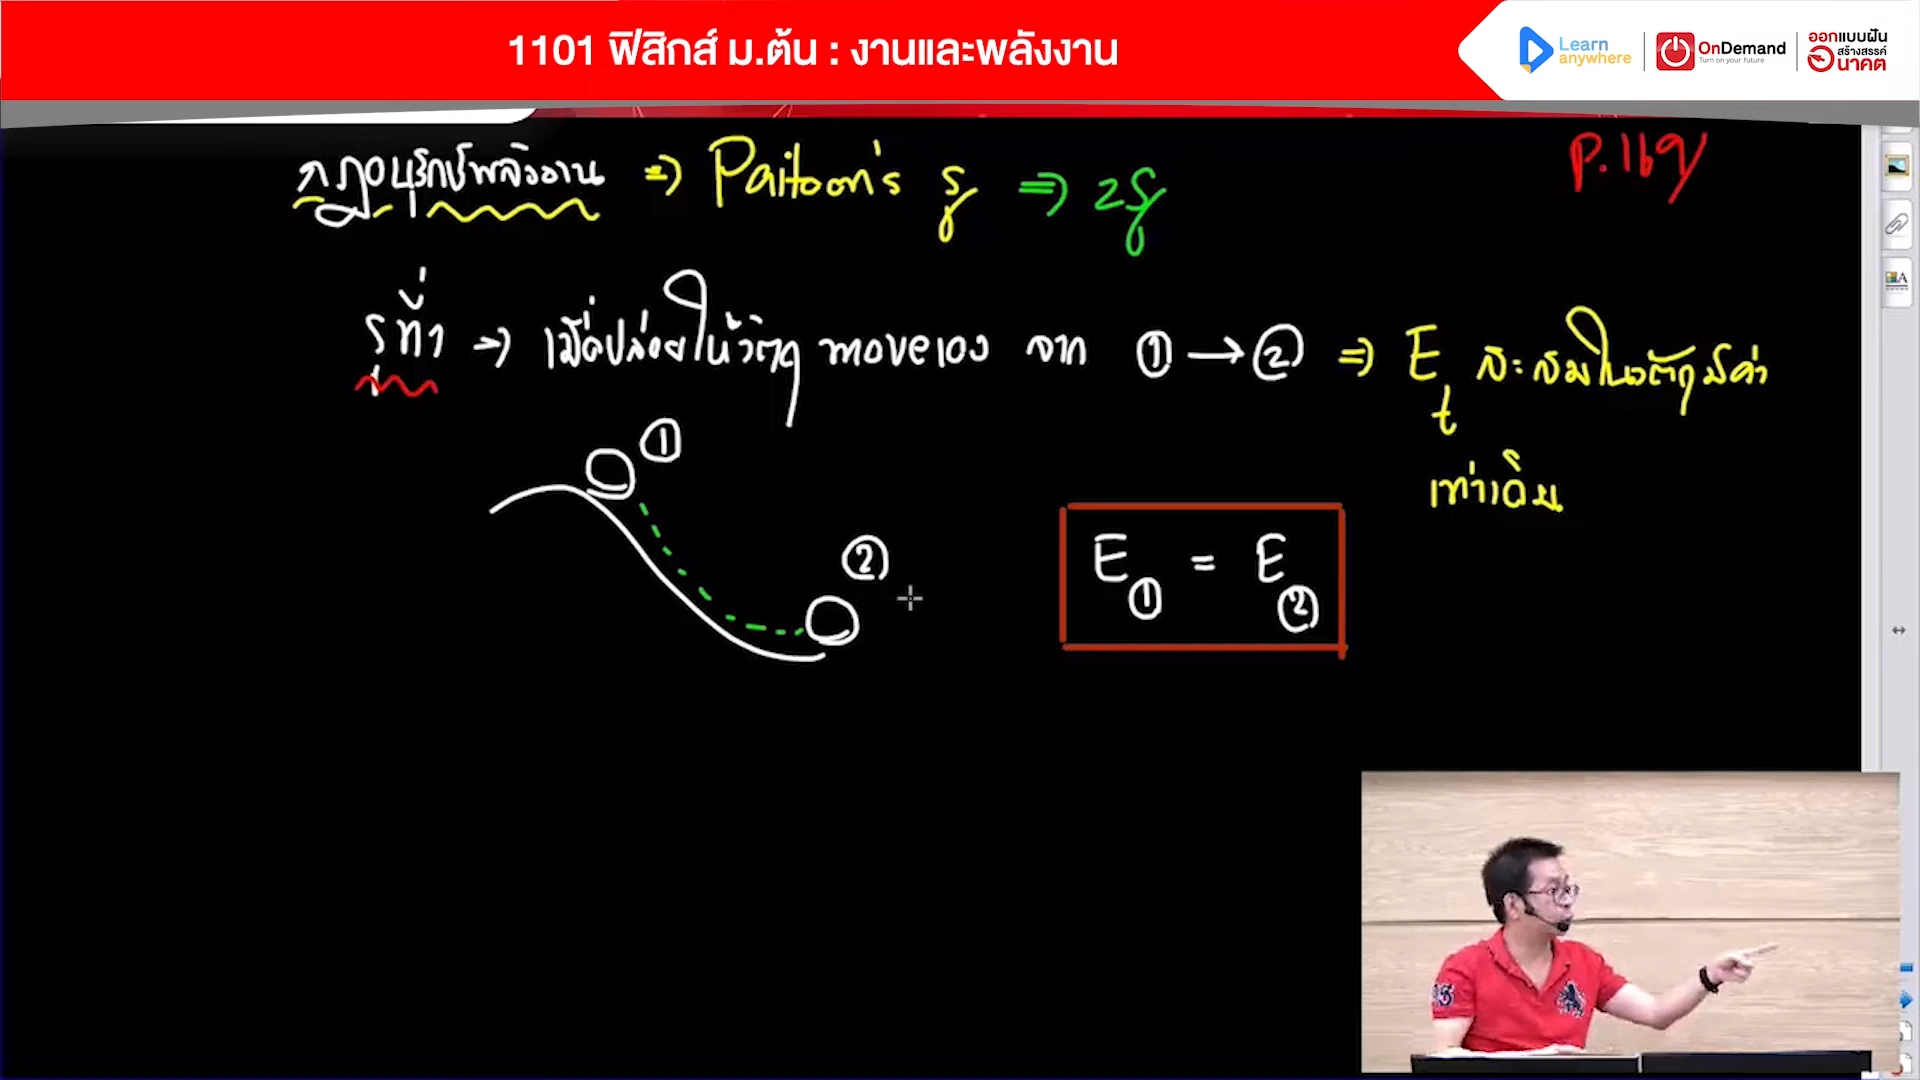 1101 ฟิสิกส์ ม.ต้น : งานและพลังงาน
Learn anywhere
OnDemand
Turn on your future
ออกแบบฝัน
สร้างสรรค์
อนาคต
กฎอนุรักษ์พลังงาน => Paitoon's รู => 2รู
P.169
รูที่ 1 => เมื่อปล่อยให้วัตถุ moveเอง จาก ① → ② => Et สะสมในวัตถุมีค่า
เท่าเดิม
①
②
E① = E②